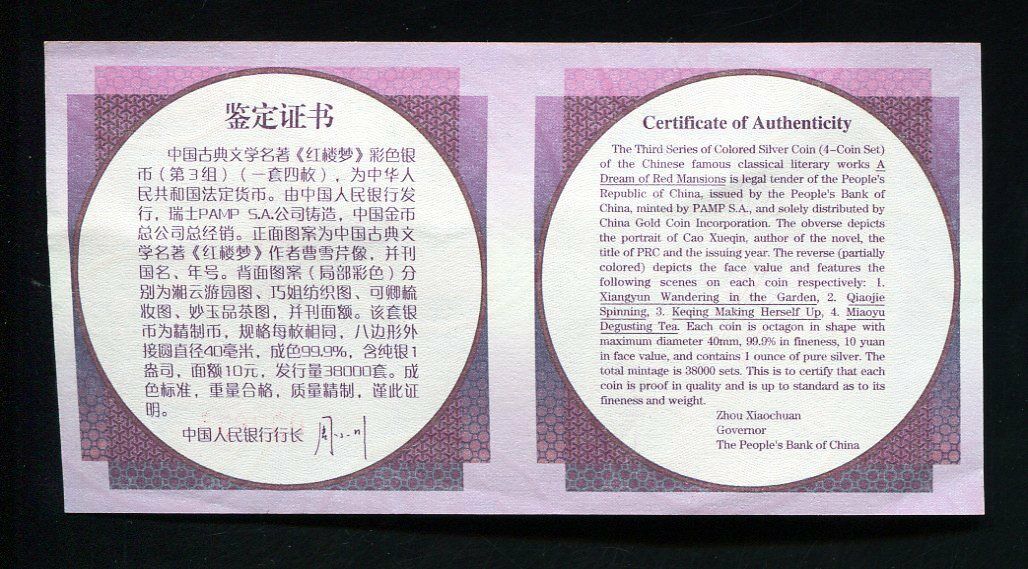 鉴定证书
中国古典文学名著《红楼梦》彩色银
币（第3组）（一套四枚），为中华人
民共和国法定货币。由中国人民银行发
行，瑞士PAMP S.A.公司铸造，中国金币
总公司总经销。正面图案为中国古典文
学名著《红楼梦》作者曹雪芹像，并刊
国名、年号。背面图案（局部彩色）分
别为湘云游园图、巧姐纺织图、可卿梳
妆图、妙玉品茶图，并刊面额。该套银
币为精制币，规格每枚相同，八边形外
接圆直径40毫米，成色99.9%，含纯银1
盎司，面额10元，发行量38000套。成
色标准，重量合格，质量精制，谨此证
明。
中国人民银行行长 周小川
Certificate of Authenticity
The Third Series of Colored Silver Coin (4-Coin Set)
of the Chinese famous classical literary works A
Dream of Red Mansions is legal tender of the People's
Republic of China, issued by the People's Bank of
China, minted by PAMP S.A., and solely distributed by
China Gold Coin Incorporation. The obverse depicts
the portrait of Cao Xueqin, author of the novel, the
title of PRC and the issuing year. The reverse (partially
colored) depicts the face value and features the
following scenes on each coin respectively: 1.
Xiangyun Wandering in the Garden, 2. Qiaojie
Spinning, 3. Keqing Making Herself Up, 4. Miaoyu
Degusting Tea. Each coin is octagon in shape with
maximum diameter 40mm, 99.9% in fineness, 10 yuan
in face value, and contains 1 ounce of pure silver. The
total mintage is 38000 sets. This is to certify that each
coin is proof in quality and is up to standard as to its
fineness and weight.
Zhou Xiaochuan
Governor
The People's Bank of China